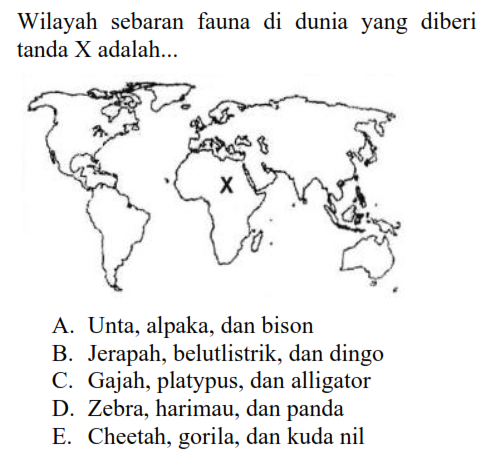 Wilayah sebaran fauna di dunia yang diberi
tanda X adalah...
X
A. Unta, alpaka, dan bison
B. Jerapah, belutlistrik, dan dingo
C. Gajah, platypus, dan alligator
D. Zebra, harimau, dan panda
E. Cheetah, gorila, dan kuda nil